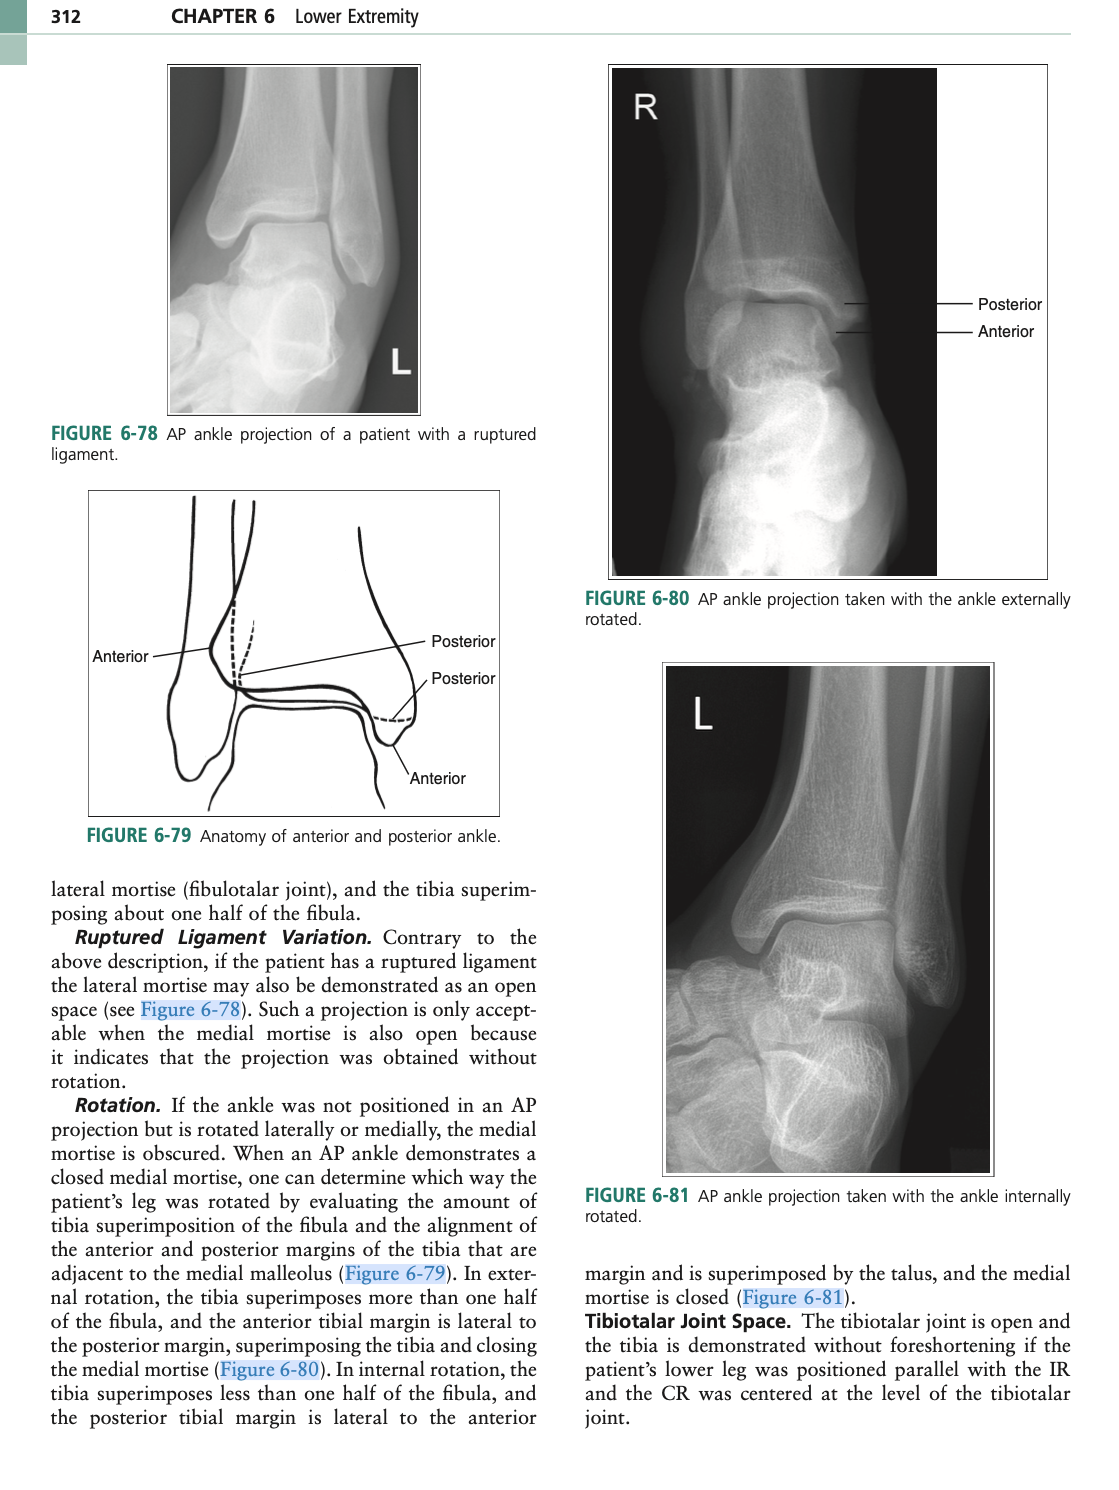 312 CHAPTER 6 Lower Extremity
L
FIGURE 6-78 AP ankle projection of a patient with a ruptured
ligament.
Anterior
Posterior
Posterior
Anterior
FIGURE 6-79 Anatomy of anterior and posterior ankle.
lateral mortise (fibulotalar joint), and the tibia superim-
posing about one half of the fibula.
Ruptured Ligament Variation. Contrary to the
above description, if the patient has a ruptured ligament
the lateral mortise may also be demonstrated as an open
space (see Figure 6-78). Such a projection is only accept-
able when the medial mortise is also open because
it indicates that the projection was obtained without
rotation.
Rotation. If the ankle was not positioned in an AP
projection but is rotated laterally or medially, the medial
mortise is obscured. When an AP ankle demonstrates a
closed medial mortise, one can determine which way the
patient's leg was rotated by evaluating the amount of
tibia superimposition of the fibula and the alignment of
the anterior and posterior margins of the tibia that are
adjacent to the medial malleolus (Figure 6-79). In exter-
nal rotation, the tibia superimposes more than one half
of the fibula, and the anterior tibial margin is lateral to
the posterior margin, superimposing the tibia and closing
the medial mortise (Figure 6-80). In internal rotation, the
tibia superimposes less than one half of the fibula, and
the posterior tibial margin is lateral to the anterior
R
Posterior
Anterior
FIGURE 6-80 AP ankle projection taken with the ankle externally
rotated.
L
FIGURE 6-81 AP ankle projection taken with the ankle internally
rotated.
margin and is superimposed by the talus, and the medial
mortise is closed (Figure 6-81).
Tibiotalar Joint Space. The tibiotalar joint is open and
the tibia is demonstrated without foreshortening if the
patient's lower leg was positioned parallel with the IR
and the CR was centered at the level of the tibiotalar
joint.